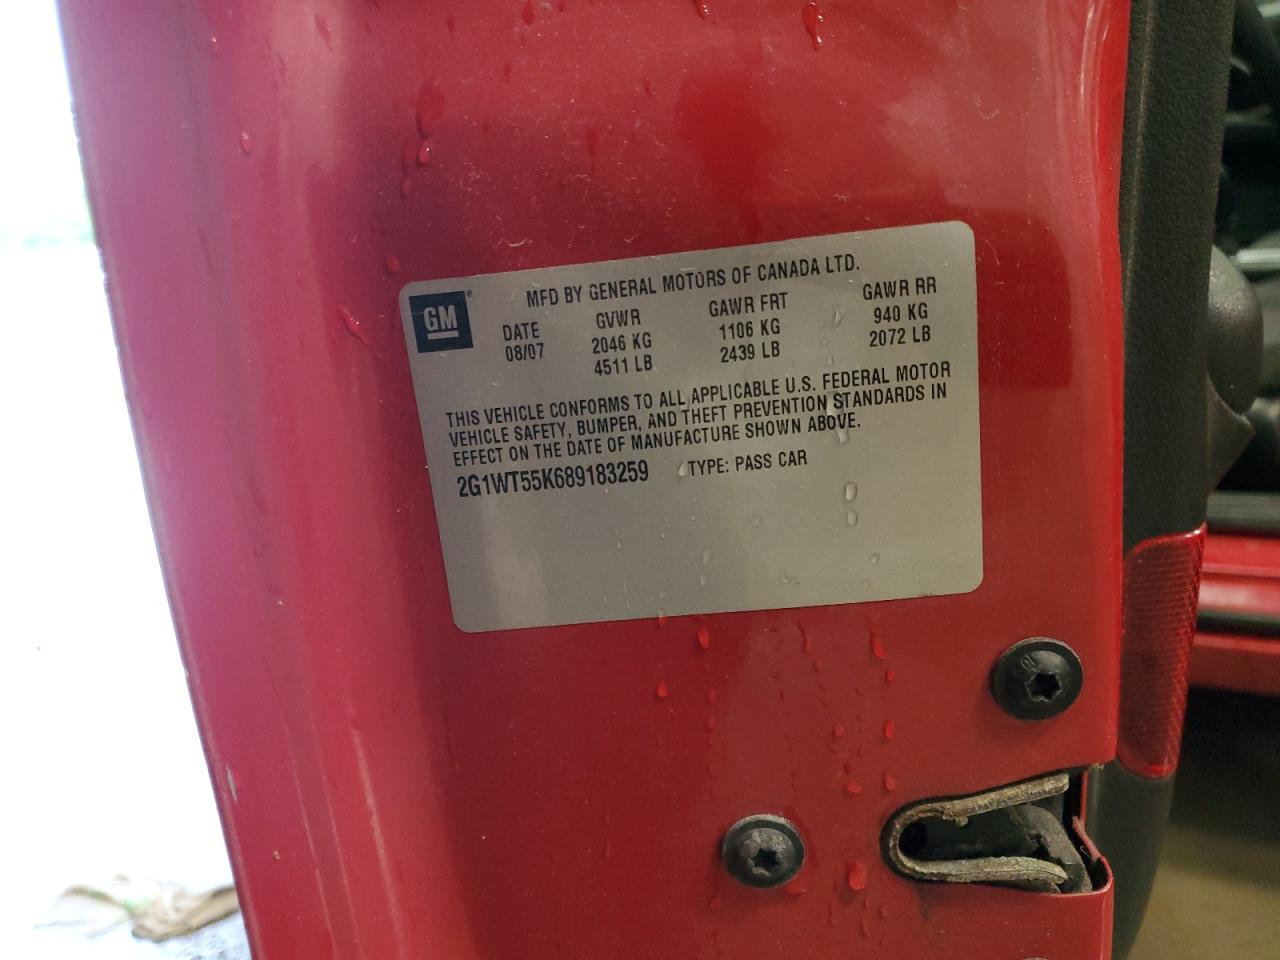 GM
MFD BY GENERAL MOTORS OF CANADA LTD.
DATE GVWR GAWR FRT GAWR RR
08/07 2046 KG 1106 KG 940 KG
4511 LB 2439 LB 2072 LB
THIS VEHICLE CONFORMS TO ALL APPLICABLE U.S. FEDERAL MOTOR
VEHICLE SAFETY, BUMPER, AND THEFT PREVENTION STANDARDS IN
EFFECT ON THE DATE OF MANUFACTURE SHOWN ABOVE.
2G1WT55K689183259 TYPE: PASS CAR